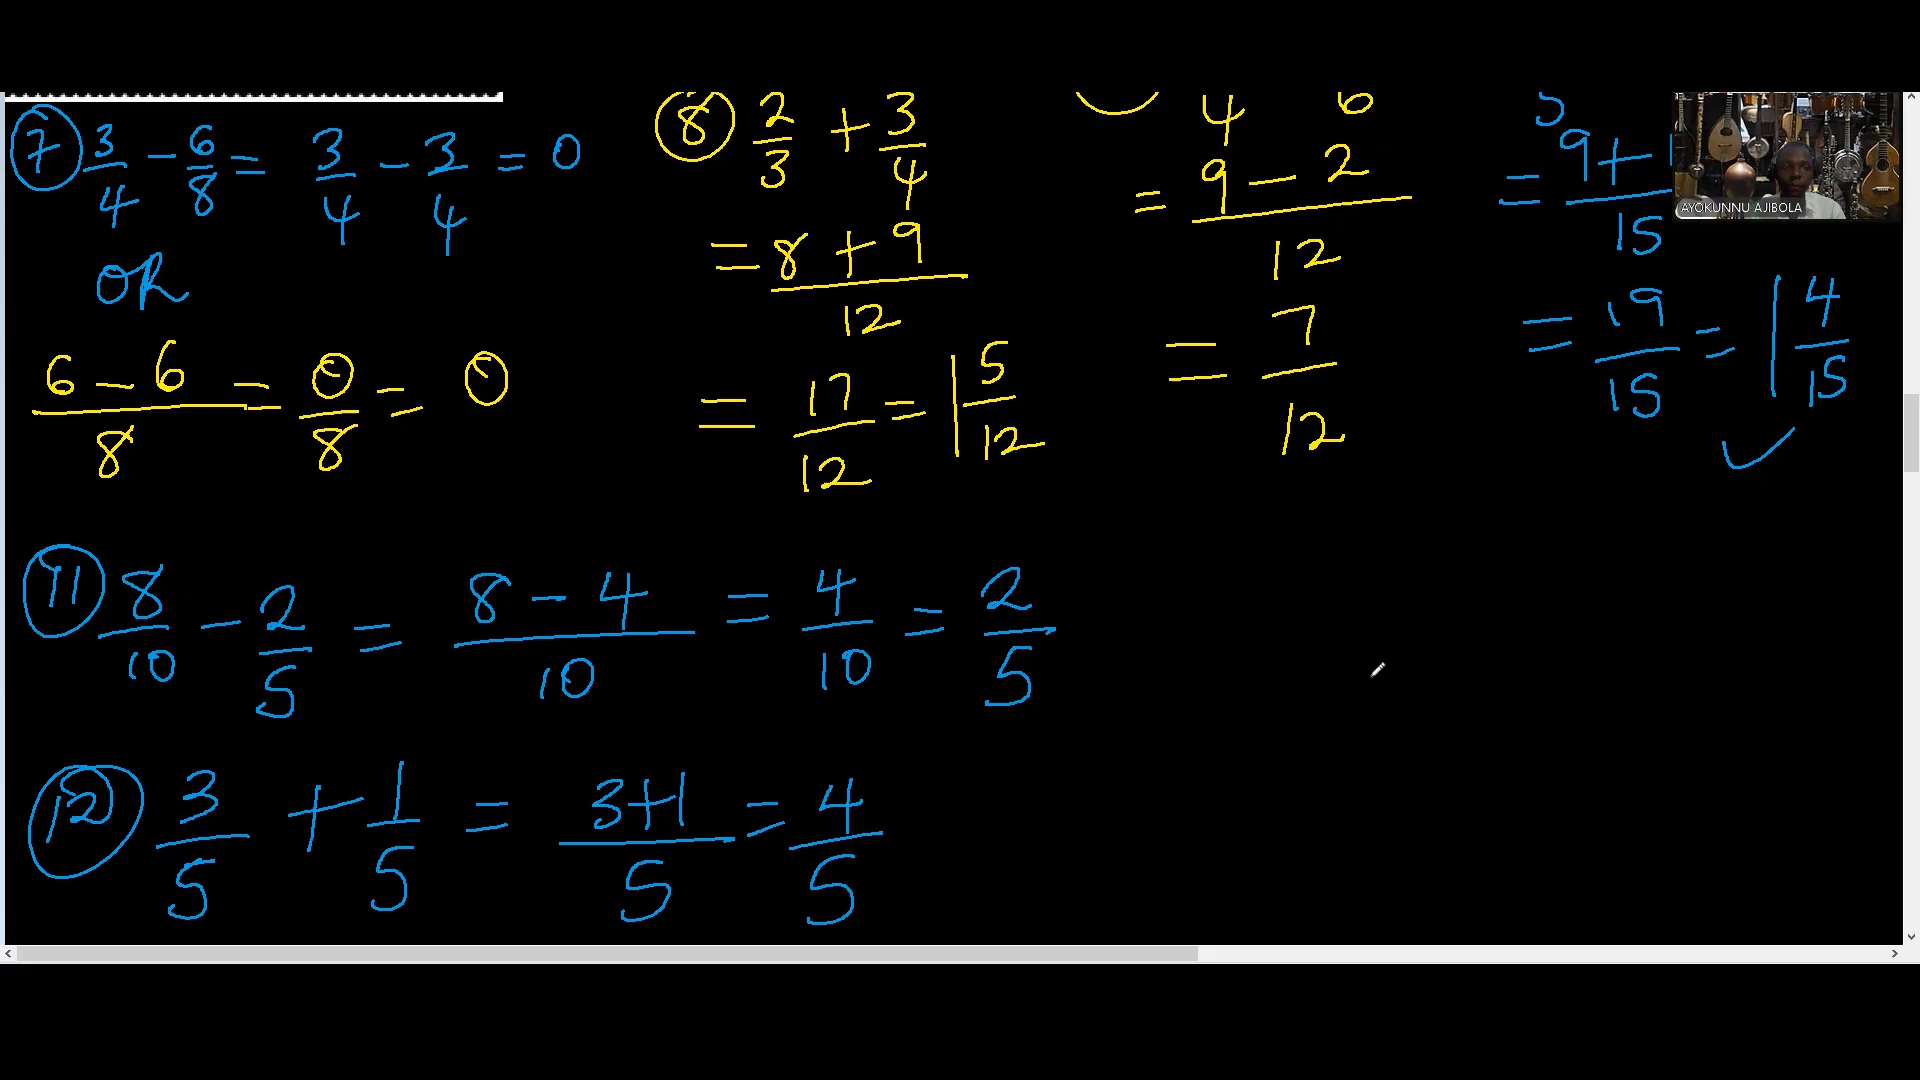 ⑦ 3/4 − 6/8 = 3/4 − 3/4 = 0
OR
(6 − 6)/8 = 0/8 = 0
⑧ 2/3 + 3/4
= (8 + 9)/12
= 17/12 = 1 5/12
4 6
= (9 − 2)/12
= 7/12
= 9+
15
= 19/15 = 1 4/15
✓
AYOKUNNU AJIBOLA
⑪ 8/10 − 2/5 = (8 − 4)/10 = 4/10 = 2/5
⑫ 3/5 + 1/5 = (3+1)/5 = 4/5